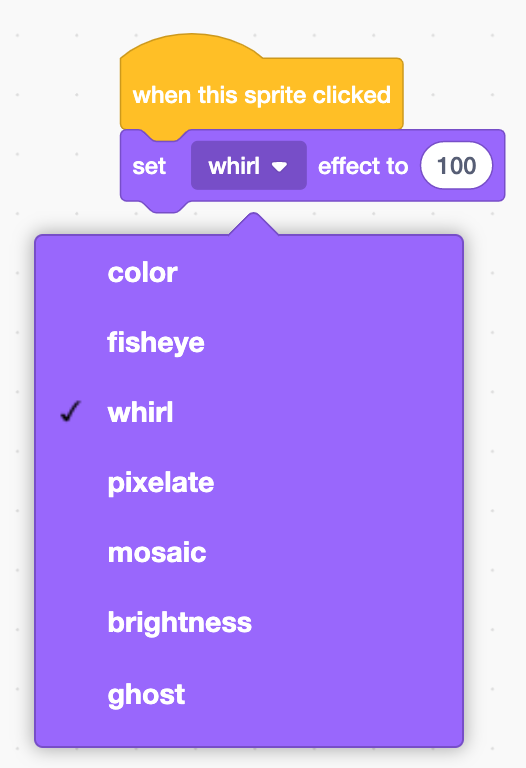 when this sprite clicked
set whirl effect to 100
color
fisheye
whirl
pixelate
mosaic
brightness
ghost